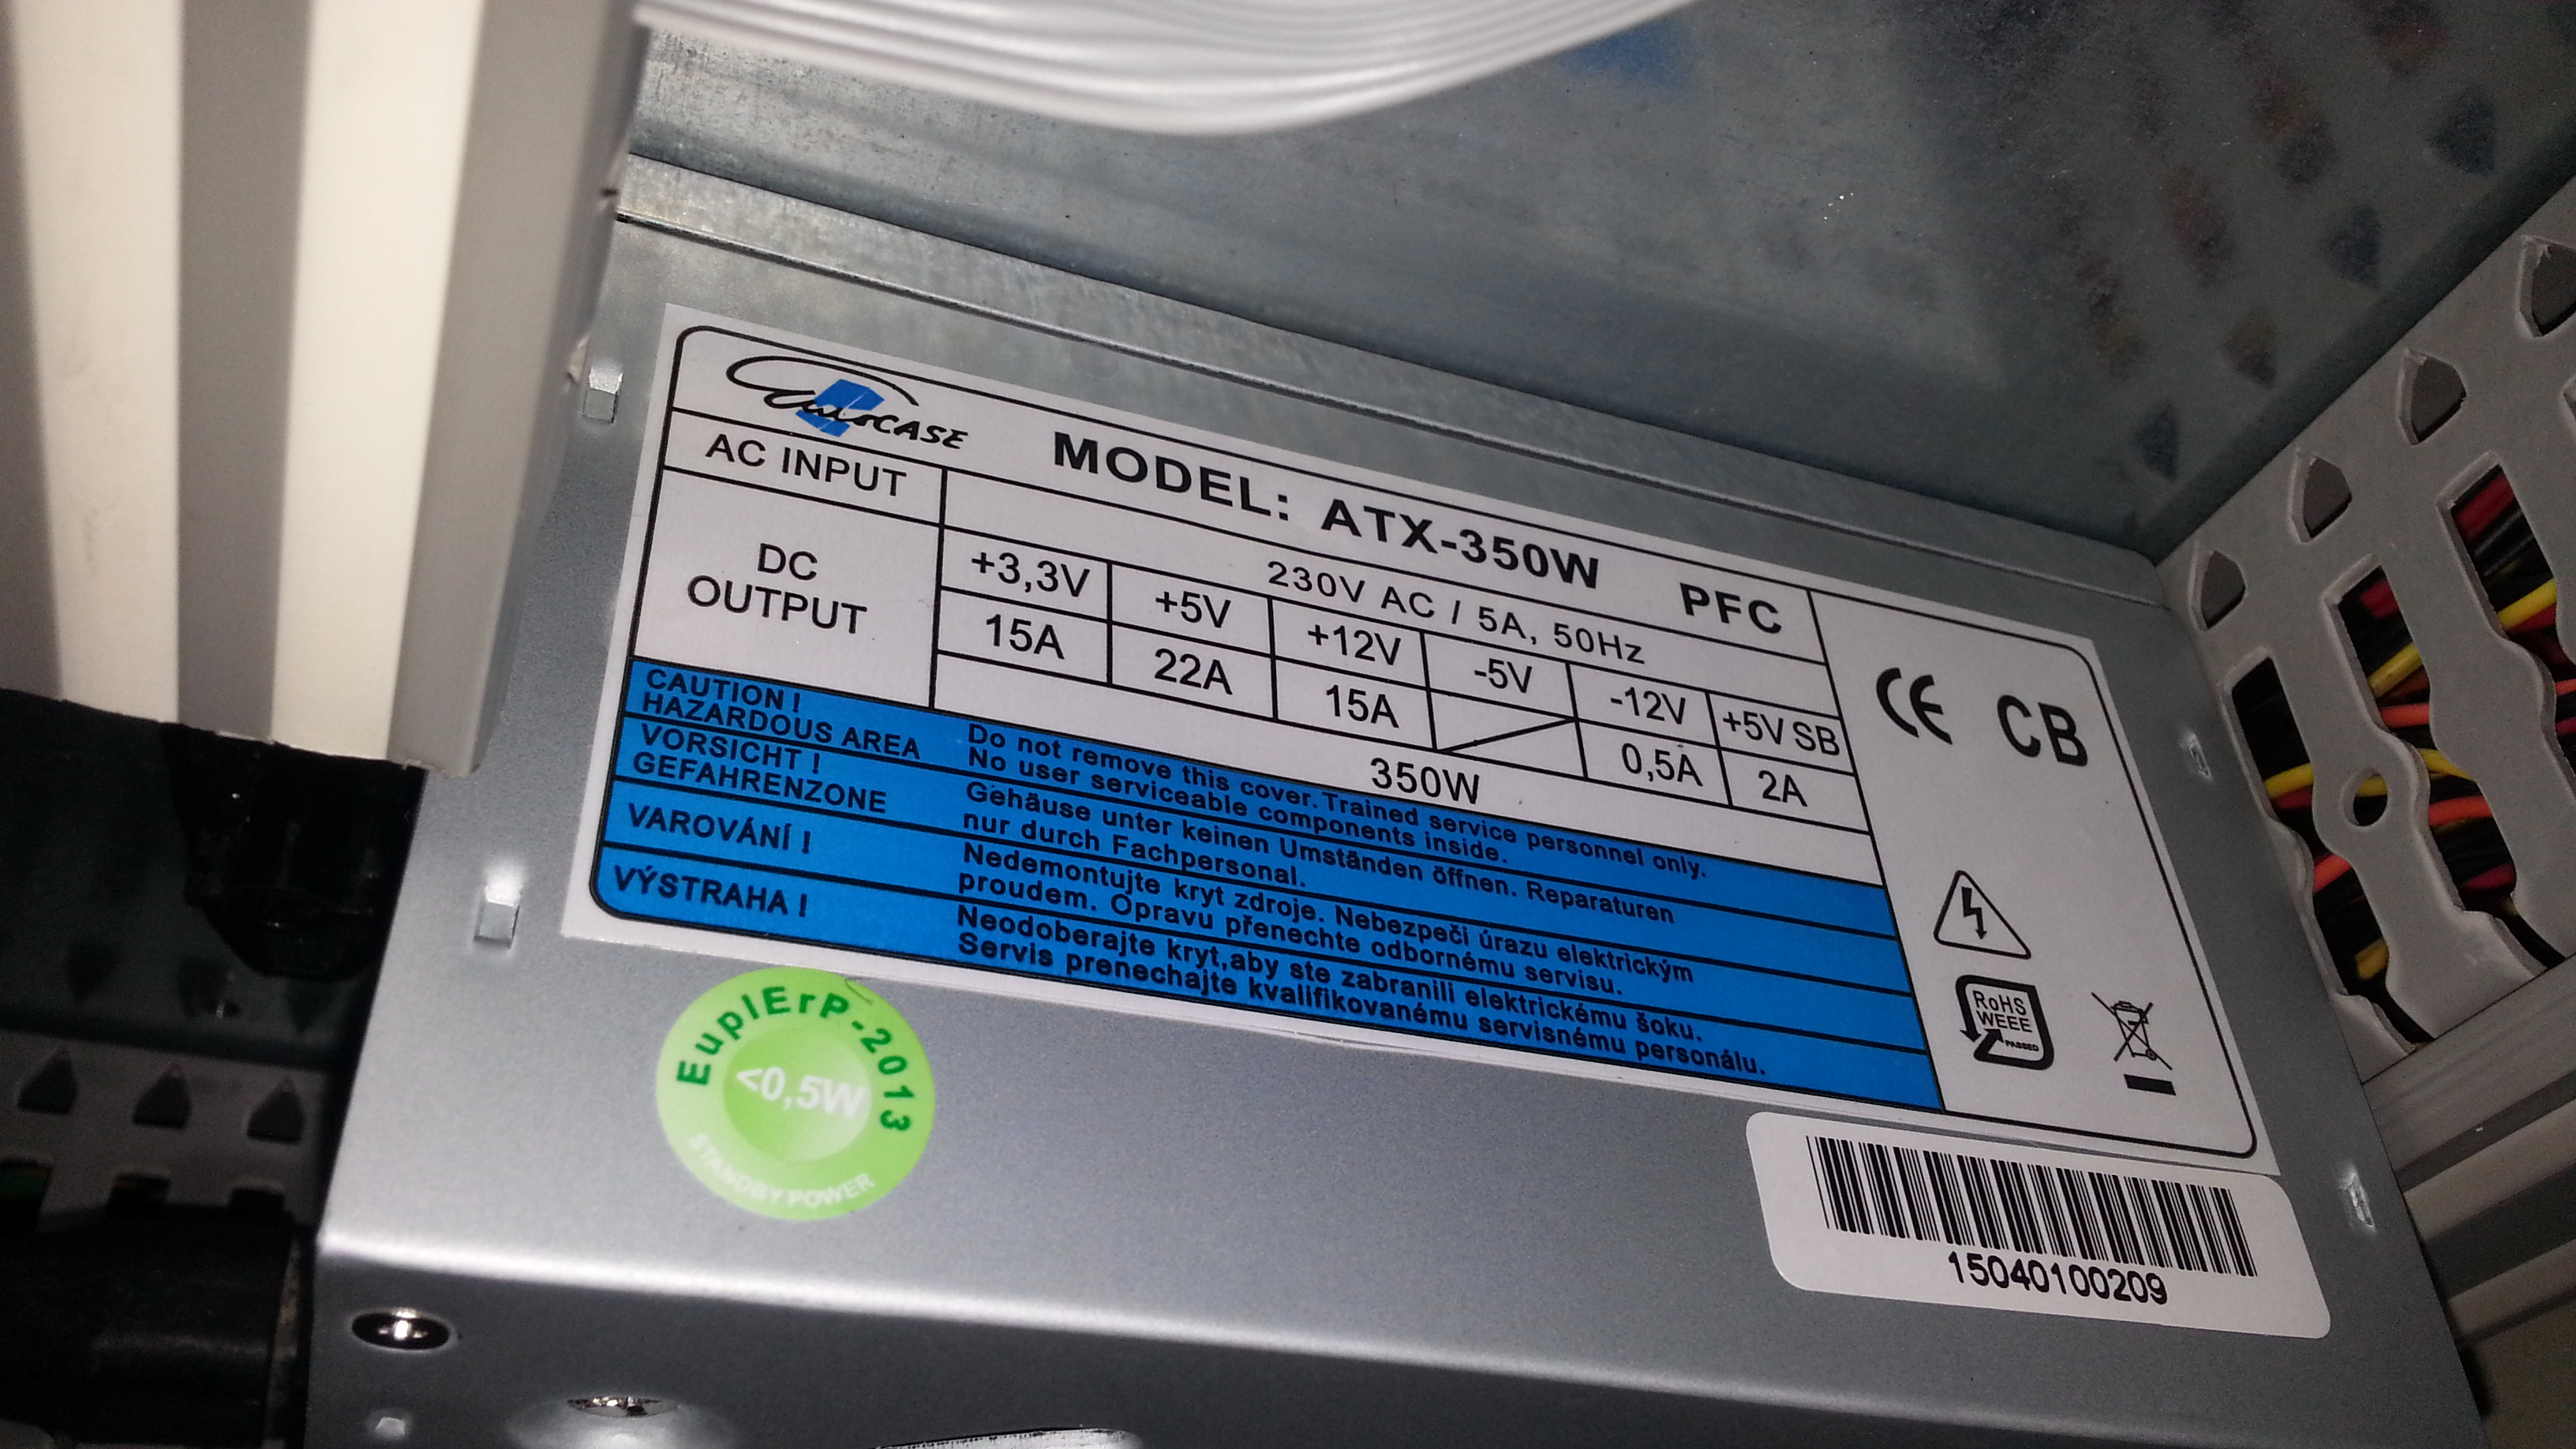 EuroCASE
MODEL: ATX-350W PFC
AC INPUT
230V AC / 5A, 50Hz
DC
OUTPUT
+3,3V +5V +12V -5V -12V +5V SB
15A 22A 15A 0,5A 2A
350W
CAUTION !
HAZARDOUS AREA
Do not remove this cover. Trained service personnel only.
No user serviceable components inside.
VORSICHT !
GEFAHRENZONE
Gehäuse unter keinen Umständen öffnen. Reparaturen
nur durch Fachpersonal.
VAROVÁNÍ !
Nedemontujte kryt zdroje. Nebezpečí úrazu elektrickým
proudem. Opravu přenechte odbornému servisu.
VÝSTRAHA !
Neodoberajte kryt,aby ste zabranili elektrickému šoku.
Servis prenechajte kvalifikovanému servisnému personálu.
CE CB
RoHS
WEEE
PASSED
EuplErP-2013
<0,5W
STANDBY POWER
15040100209